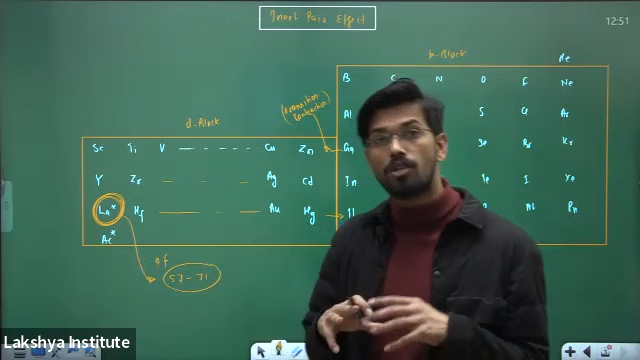 Inert Pair Effect
12:51
p-Block
He
B C N O F Ne
(transition contraction)
Al S Cl Ar
d-Block
Sc Ti V Cu Zn Ga Se Br Kr
Y Zr Ag Cd In Te I Xe
La* Hf Au Hg Tl At Rn
Ac*
4f
57-71
Lakshya Institute